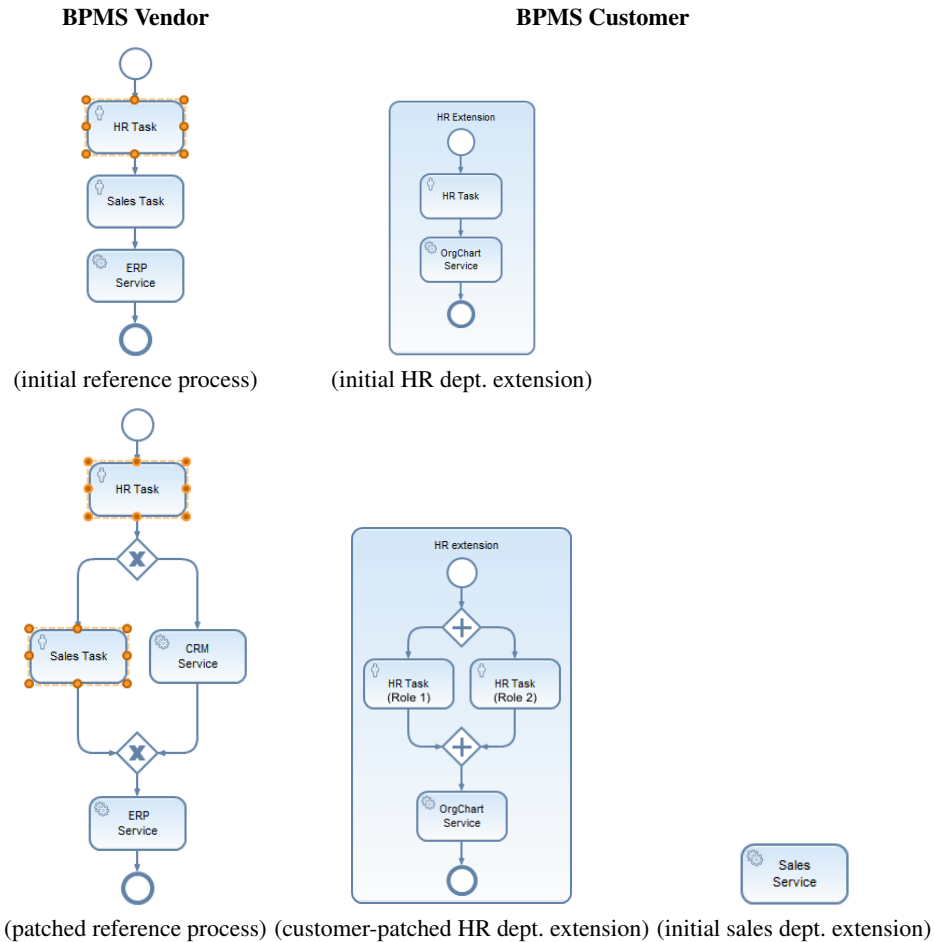 BPMS Vendor
BPMS Customer
HR Task
Sales Task
ERP
Service
(initial reference process)
HR Extension
HR Task
OrgChart
Service
(initial HR dept. extension)
HR Task
X
Sales Task
CRM
Service
X
ERP
Service
(patched reference process)
HR extension
HR Task
(Role 1)
HR Task
(Role 2)
OrgChart
Service
(customer-patched HR dept. extension)
Sales
Service
(initial sales dept. extension)